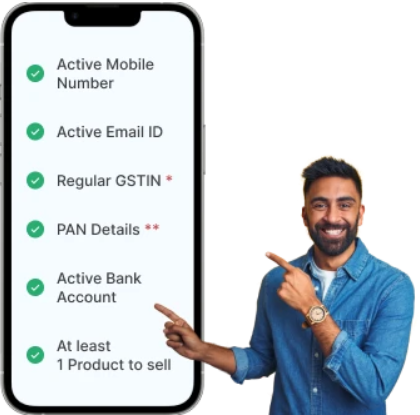 Active Mobile
Number
Active Email ID
Regular GSTIN *
PAN Details **
Active Bank
Account
At least
1 Product to sell